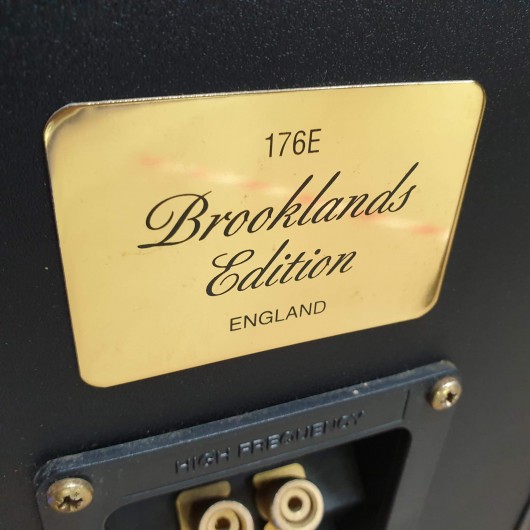 176E
Brooklands
Edition
ENGLAND
HIGH FREQUENCY